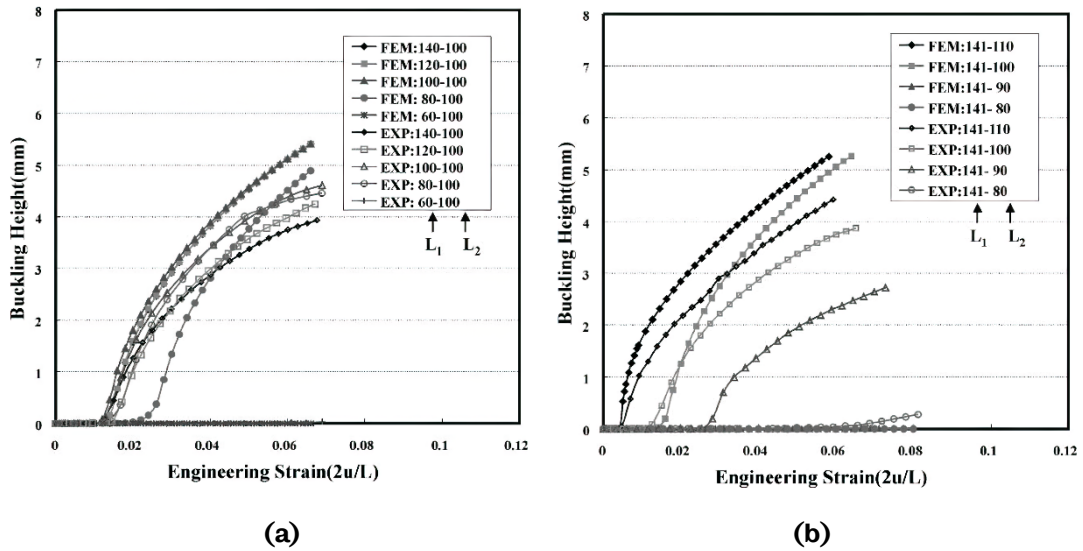 8
7
6
5
4
3
2
1
0
Buckling Height(mm)
FEM:140-100
FEM:120-100
FEM:100-100
FEM: 80-100
FEM: 60-100
EXP:140-100
EXP:120-100
EXP:100-100
EXP: 80-100
EXP: 60-100
L1 L2
0 0.02 0.04 0.06 0.08 0.1 0.12
Engineering Strain(2u/L)
(a)
8
7
6
5
4
3
2
1
0
Buckling Height(mm)
FEM:141-110
FEM:141-100
FEM:141- 90
FEM:141- 80
EXP:141-110
EXP:141-100
EXP:141- 90
EXP:141- 80
L1 L2
0 0.02 0.04 0.06 0.08 0.1 0.12
Engineering Strain(2u/L)
(b)